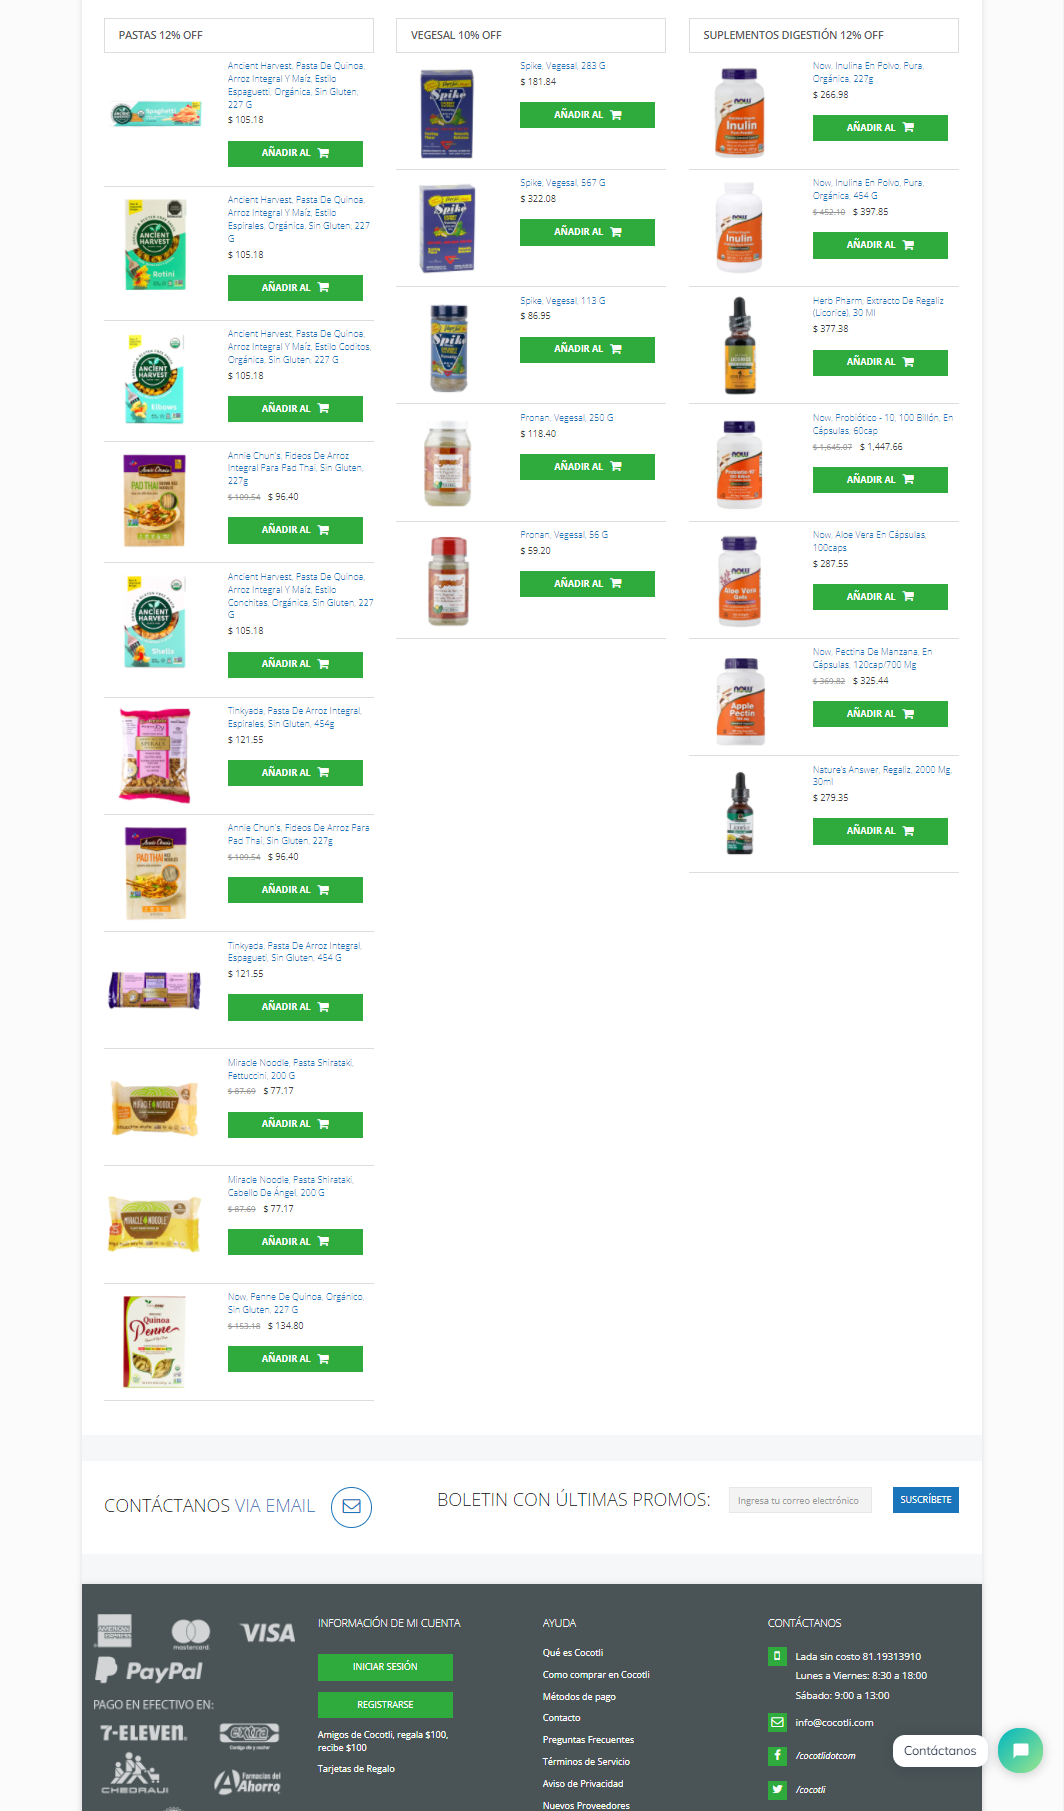 PASTAS 12% OFF
Ancient Harvest, Pasta De Quinoa,
Arroz Integral Y Maíz, Estilo
Espagueti, Orgánica, Sin Gluten,
227 G
$ 105.18
AÑADIR AL
Ancient Harvest, Pasta De Quinoa,
Arroz Integral Y Maíz, Estilo
Espirales, Orgánica, Sin Gluten, 227
G
$ 105.18
AÑADIR AL
Ancient Harvest, Pasta De Quinoa,
Arroz Integral Y Maíz, Estilo Coditos,
Orgánica, Sin Gluten, 227 G
$ 105.18
AÑADIR AL
Annie Chun's, Fideos De Arroz
Integral Para Pad Thai, Sin Gluten,
227g
$ 109.54 $ 96.40
AÑADIR AL
Ancient Harvest, Pasta De Quinoa,
Arroz Integral Y Maíz, Estilo
Conchitas, Orgánica, Sin Gluten, 227
G
$ 105.18
AÑADIR AL
Tinkyada, Pasta De Arroz Integral,
Espirales, Sin Gluten, 454g
$ 121.55
AÑADIR AL
Annie Chun's, Fideos De Arroz Para
Pad Thai, Sin Gluten, 227g
$ 109.54 $ 96.40
AÑADIR AL
Tinkyada, Pasta De Arroz Integral,
Espagueti, Sin Gluten, 454 G
$ 121.55
AÑADIR AL
Miracle Noodle, Pasta Shirataki,
Fettuccini, 200 G
$ 87.69 $ 77.17
AÑADIR AL
Miracle Noodle, Pasta Shirataki,
Cabello De Ángel, 200 G
$ 87.69 $ 77.17
AÑADIR AL
Now, Penne De Quinoa, Orgánico,
Sin Gluten, 227 G
$ 153.18 $ 134.80
AÑADIR AL
VEGESAL 10% OFF
Spike, Vegesal, 283 G
$ 181.84
AÑADIR AL
Spike, Vegesal, 567 G
$ 322.08
AÑADIR AL
Spike, Vegesal, 113 G
$ 86.95
AÑADIR AL
Pronan, Vegesal, 250 G
$ 118.40
AÑADIR AL
Pronan, Vegesal, 56 G
$ 59.20
AÑADIR AL
SUPLEMENTOS DIGESTIÓN 12% OFF
Now, Inulina En Polvo, Pura,
Orgánica, 227g
$ 266.98
AÑADIR AL
Now, Inulina En Polvo, Pura,
Orgánica, 454 G
$ 452.10 $ 397.85
AÑADIR AL
Herb Pharm, Extracto De Regaliz
(Licorice), 30 Ml
$ 377.38
AÑADIR AL
Now, Probiótico - 10, 100 Billón, En
Cápsulas, 60cap
$ 1,645.07 $ 1,447.66
AÑADIR AL
Now, Aloe Vera En Cápsulas,
100caps
$ 287.55
AÑADIR AL
Now, Pectina De Manzana, En
Cápsulas, 120cap/700 Mg
$ 369.82 $ 325.44
AÑADIR AL
Nature's Answer, Regaliz, 2000 Mg,
30ml
$ 279.35
AÑADIR AL
CONTÁCTANOS VIA EMAIL
BOLETIN CON ÚLTIMAS PROMOS:
Ingresa tu correo electrónico
SUSCRÍBETE
AMERICAN EXPRESS
mastercard
VISA
PayPal
PAGO EN EFECTIVO EN:
7-ELEVEN.
extra
CHEDRAUI
Farmacias del
Ahorro
INFORMACIÓN DE MI CUENTA
INICIAR SESIÓN
REGISTRARSE
Amigos de Cocotli, regala $100,
recibe $100
Tarjetas de Regalo
AYUDA
Qué es Cocotli
Como comprar en Cocotli
Métodos de pago
Contacto
Preguntas Frecuentes
Términos de Servicio
Aviso de Privacidad
Nuevos Proveedores
CONTÁCTANOS
Lada sin costo 81.19313910
Lunes a Viernes: 8:30 a 18:00
Sábado: 9:00 a 13:00
info@cocotli.com
/cocotlidotcom
/cocotli
Contáctanos